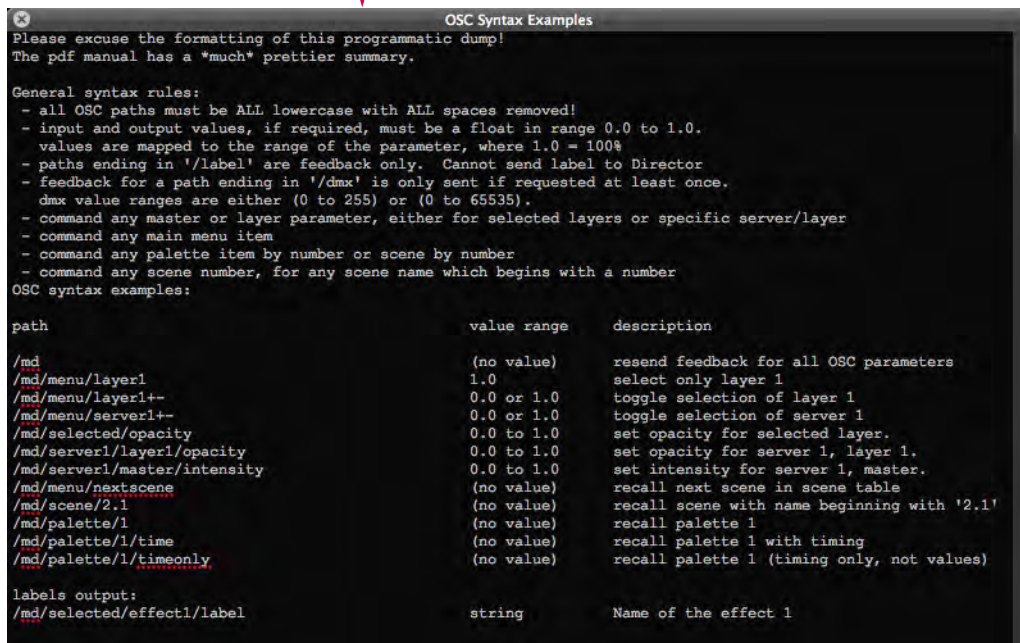 OSC Syntax Examples
Please excuse the formatting of this programmatic dump!
The pdf manual has a *much* prettier summary.
General syntax rules:
- all OSC paths must be ALL lowercase with ALL spaces removed!
- input and output values, if required, must be a float in range 0.0 to 1.0.
values are mapped to the range of the parameter, where 1.0 = 100%
- paths ending in '/label' are feedback only. Cannot send label to Director
- feedback for a path ending in '/dmx' is only sent if requested at least once.
dmx value ranges are either (0 to 255) or (0 to 65535).
- command any master or layer parameter, either for selected layers or specific server/layer
- command any main menu item
- command any palette item by number or scene by number
- command any scene number, for any scene name which begins with a number
OSC syntax examples:
path value range description
/md (no value) resend feedback for all OSC parameters
/md/menu/layer1 1.0 select only layer 1
/md/menu/layer1+- 0.0 or 1.0 toggle selection of layer 1
/md/menu/server1+- 0.0 or 1.0 toggle selection of server 1
/md/selected/opacity 0.0 to 1.0 set opacity for selected layer.
/md/server1/layer1/opacity 0.0 to 1.0 set opacity for server 1, layer 1.
/md/server1/master/intensity 0.0 to 1.0 set intensity for server 1, master.
/md/menu/nextscene (no value) recall next scene in scene table
/md/scene/2.1 (no value) recall scene with name beginning with '2.1'
/md/palette/1 (no value) recall palette 1
/md/palette/1/time (no value) recall palette 1 with timing
/md/palette/1/timeonly (no value) recall palette 1 (timing only, not values)
labels output:
/md/selected/effect1/label string Name of the effect 1